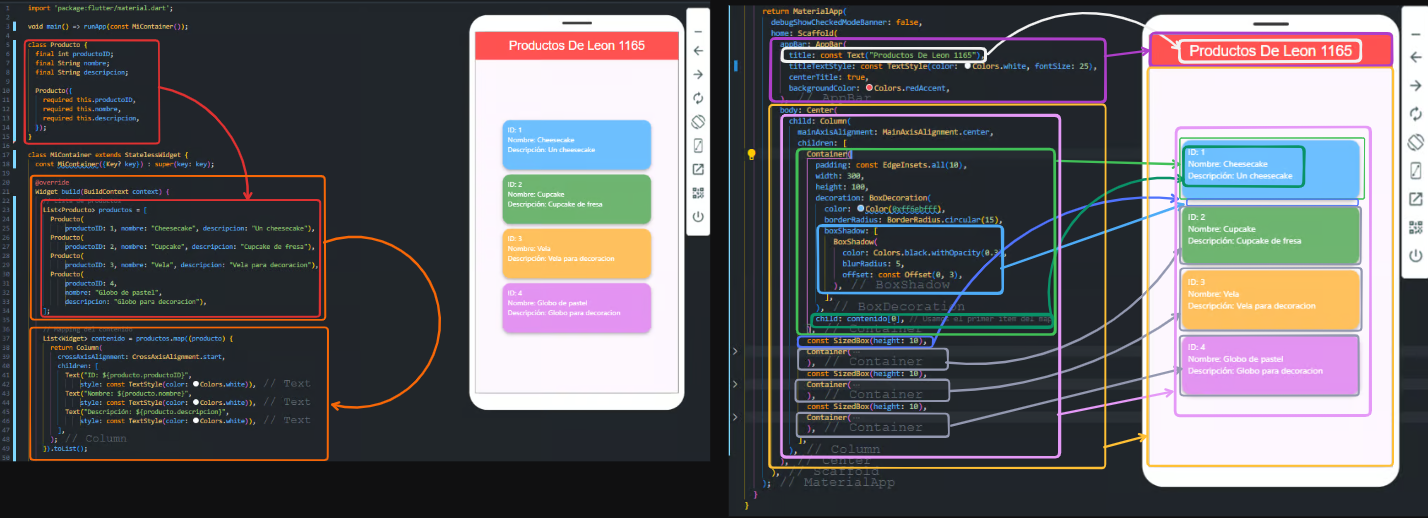 import 'package:flutter/material.dart';
void main() => runApp(const MiContainer());
class Producto {
final int productoID;
final String nombre;
final String descripcion;
Producto({
required this.productoID,
required this.nombre,
required this.descripcion,
});
}
class MiContainer extends StatelessWidget {
const MiContainer({Key? key}) : super(key: key);
@override
Widget build(BuildContext context) {
List<Producto> productos = [
Producto(
productoID: 1, nombre: "Cheesecake", descripcion: "Un cheesecake"),
Producto(
productoID: 2, nombre: "Cupcake", descripcion: "Cupcake de fresa"),
Producto(
productoID: 3, nombre: "Vela", descripcion: "Vela para decoracion"),
Producto(
productoID: 4,
nombre: "Globo de pastel",
descripcion: "Globo para decoracion"),
];
List<Widget> contenido = productos.map((producto) {
return Column(
crossAxisAlignment: CrossAxisAlignment.start,
children: [
Text("ID: ${producto.productoID}",
style: const TextStyle(color: Colors.white)), // Text
Text("Nombre: ${producto.nombre}",
style: const TextStyle(color: Colors.white)), // Text
Text("Descripción: ${producto.descripcion}",
style: const TextStyle(color: Colors.white)), // Text
],
); // Column
}).toList();
Productos De Leon 1165
ID: 1
Nombre: Cheesecake
Descripción: Un cheesecake
ID: 2
Nombre: Cupcake
Descripción: Cupcake de fresa
ID: 3
Nombre: Vela
Descripción: Vela para decoracion
ID: 4
Nombre: Globo de pastel
Descripción: Globo para decoracion
return MaterialApp(
debugShowCheckedModeBanner: false,
home: Scaffold(
appBar: AppBar(
title: const Text("Productos De Leon 1165"),
titleTextStyle: const TextStyle(color: Colors.white, fontSize: 25),
centerTitle: true,
backgroundColor: Colors.redAccent,
), // AppBar
body: Center(
child: Column(
mainAxisAlignment: MainAxisAlignment.center,
children: [
Container(
padding: const EdgeInsets.all(10),
width: 300,
height: 100,
decoration: BoxDecoration(
color: Color(0xff6ebfff),
borderRadius: BorderRadius.circular(15),
boxShadow: [
BoxShadow(
color: Colors.black.withOpacity(0.3
blurRadius: 5,
offset: const Offset(0, 3),
), // BoxShadow
],
), // BoxDecoration
child: contenido[0], // Usamos el primer item del map
), // Container
const SizedBox(height: 10),
Container(
), // Container
const SizedBox(height: 10),
Container(
), // Container
const SizedBox(height: 10),
Container(
), // Container
],
), // Column
), // Center
), // Scaffold
); // MaterialApp
}
}
Productos De Leon 1165
ID: 1
Nombre: Cheesecake
Descripción: Un cheesecake
ID: 2
Nombre: Cupcake
Descripción: Cupcake de fresa
ID: 3
Nombre: Vela
Descripción: Vela para decoracion
ID: 4
Nombre: Globo de pastel
Descripción: Globo para decoracion